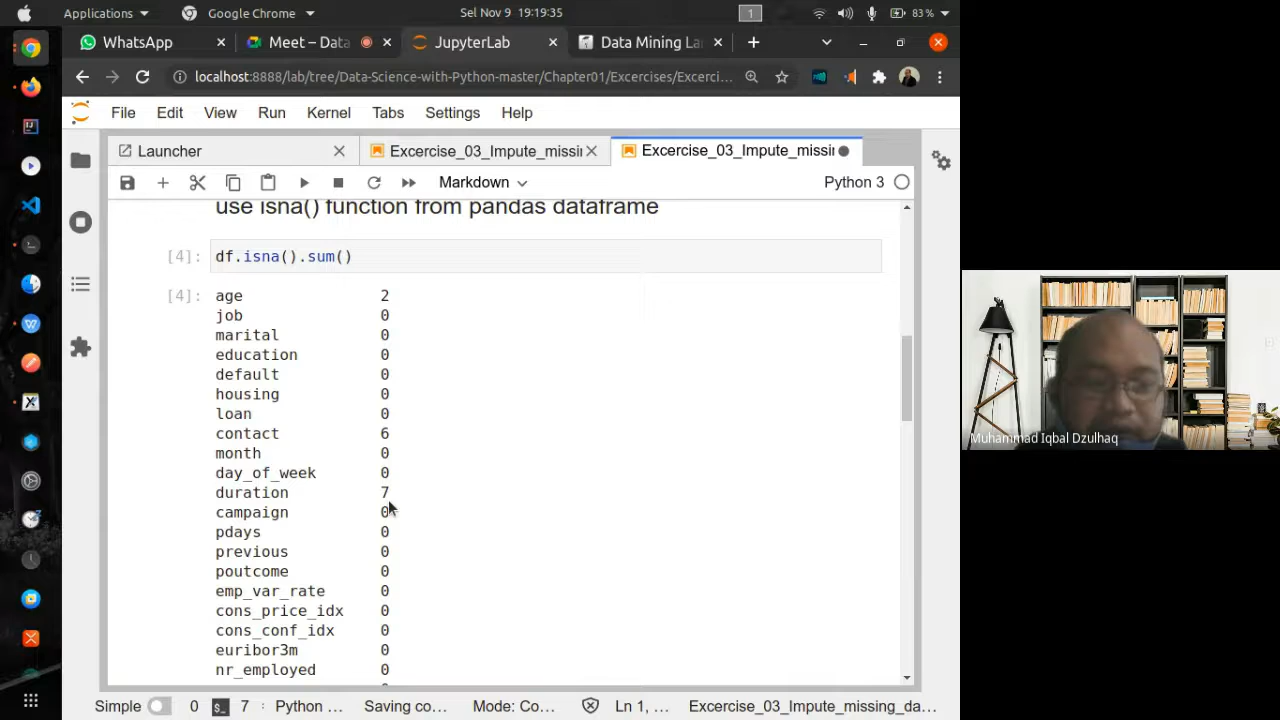 Applications
Google Chrome
Sel Nov 9 19:19:35
1
83 %
WhatsApp
Meet – Data
JupyterLab
Data Mining La
localhost:8888/lab/tree/Data-Science-with-Python-master/Chapter01/Excercises/Excerci...
File Edit View Run Kernel Tabs Settings Help
Launcher
Excercise_03_Impute_missi
Excercise_03_Impute_missi
Markdown
Python 3
use isna() function from pandas dataframe
[4]: df.isna().sum()
[4]: age 2
job 0
marital 0
education 0
default 0
housing 0
loan 0
contact 6
month 0
day_of_week 0
duration 7
campaign 0
pdays 0
previous 0
poutcome 0
emp_var_rate 0
cons_price_idx 0
cons_conf_idx 0
euribor3m 0
nr_employed 0
Muhammad Iqbal Dzulhaq
Simple 0 $_ 7 Python ... Saving co... Mode: Co... Ln 1, ... Excercise_03_Impute_missing_da...